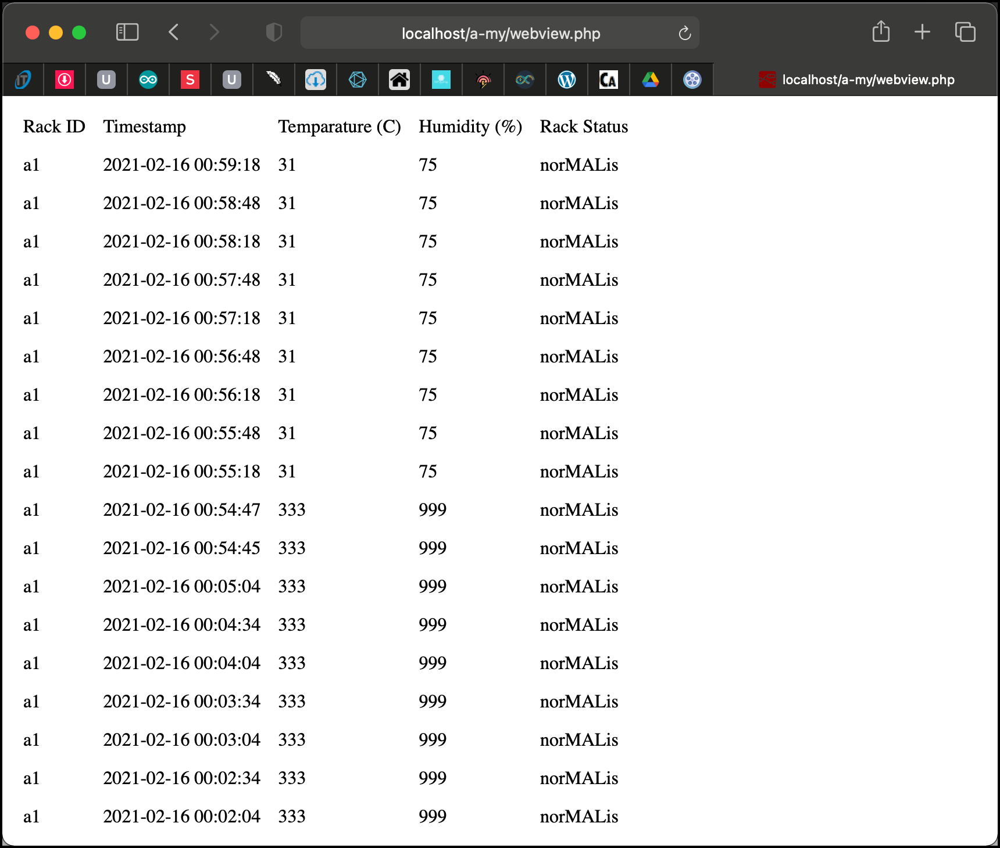 localhost/a-my/webview.php
IT U S U CA localhost/a-my/webview.php
Rack ID Timestamp Temparature (C) Humidity (%) Rack Status
a1 2021-02-16 00:59:18 31 75 norMALis
a1 2021-02-16 00:58:48 31 75 norMALis
a1 2021-02-16 00:58:18 31 75 norMALis
a1 2021-02-16 00:57:48 31 75 norMALis
a1 2021-02-16 00:57:18 31 75 norMALis
a1 2021-02-16 00:56:48 31 75 norMALis
a1 2021-02-16 00:56:18 31 75 norMALis
a1 2021-02-16 00:55:48 31 75 norMALis
a1 2021-02-16 00:55:18 31 75 norMALis
a1 2021-02-16 00:54:47 333 999 norMALis
a1 2021-02-16 00:54:45 333 999 norMALis
a1 2021-02-16 00:05:04 333 999 norMALis
a1 2021-02-16 00:04:34 333 999 norMALis
a1 2021-02-16 00:04:04 333 999 norMALis
a1 2021-02-16 00:03:34 333 999 norMALis
a1 2021-02-16 00:03:04 333 999 norMALis
a1 2021-02-16 00:02:34 333 999 norMALis
a1 2021-02-16 00:02:04 333 999 norMALis